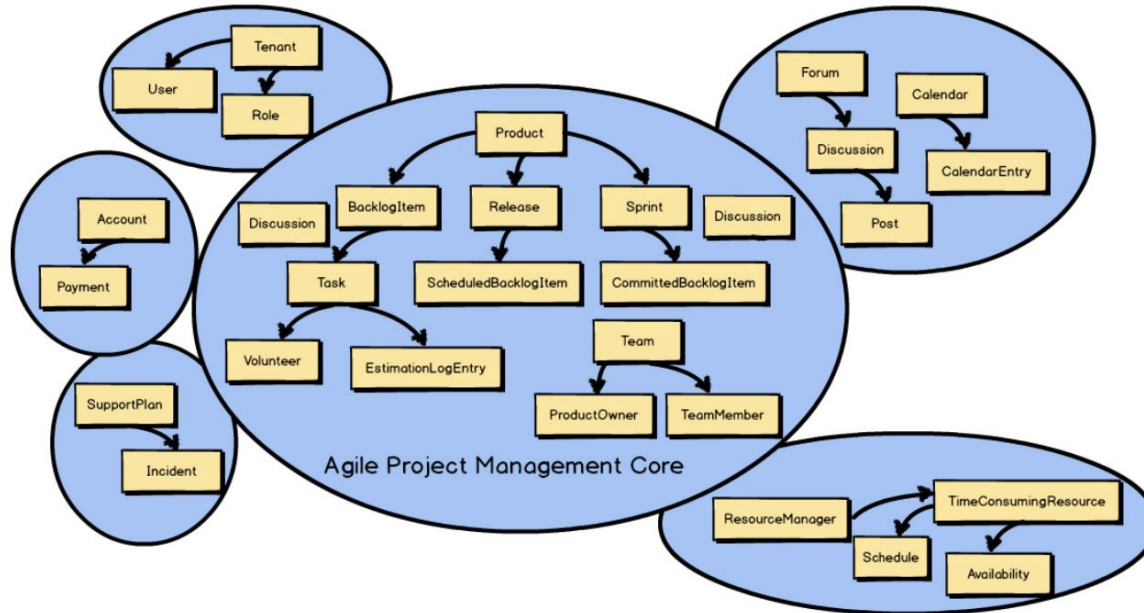 Tenant
User
Role
Forum
Calendar
Discussion
CalendarEntry
Post
Product
BacklogItem
Release
Sprint
Discussion
Discussion
Task
ScheduledBacklogItem
CommittedBacklogItem
Volunteer
EstimationLogEntry
Team
ProductOwner
TeamMember
Agile Project Management Core
Account
Payment
SupportPlan
Incident
ResourceManager
TimeConsumingResource
Schedule
Availability